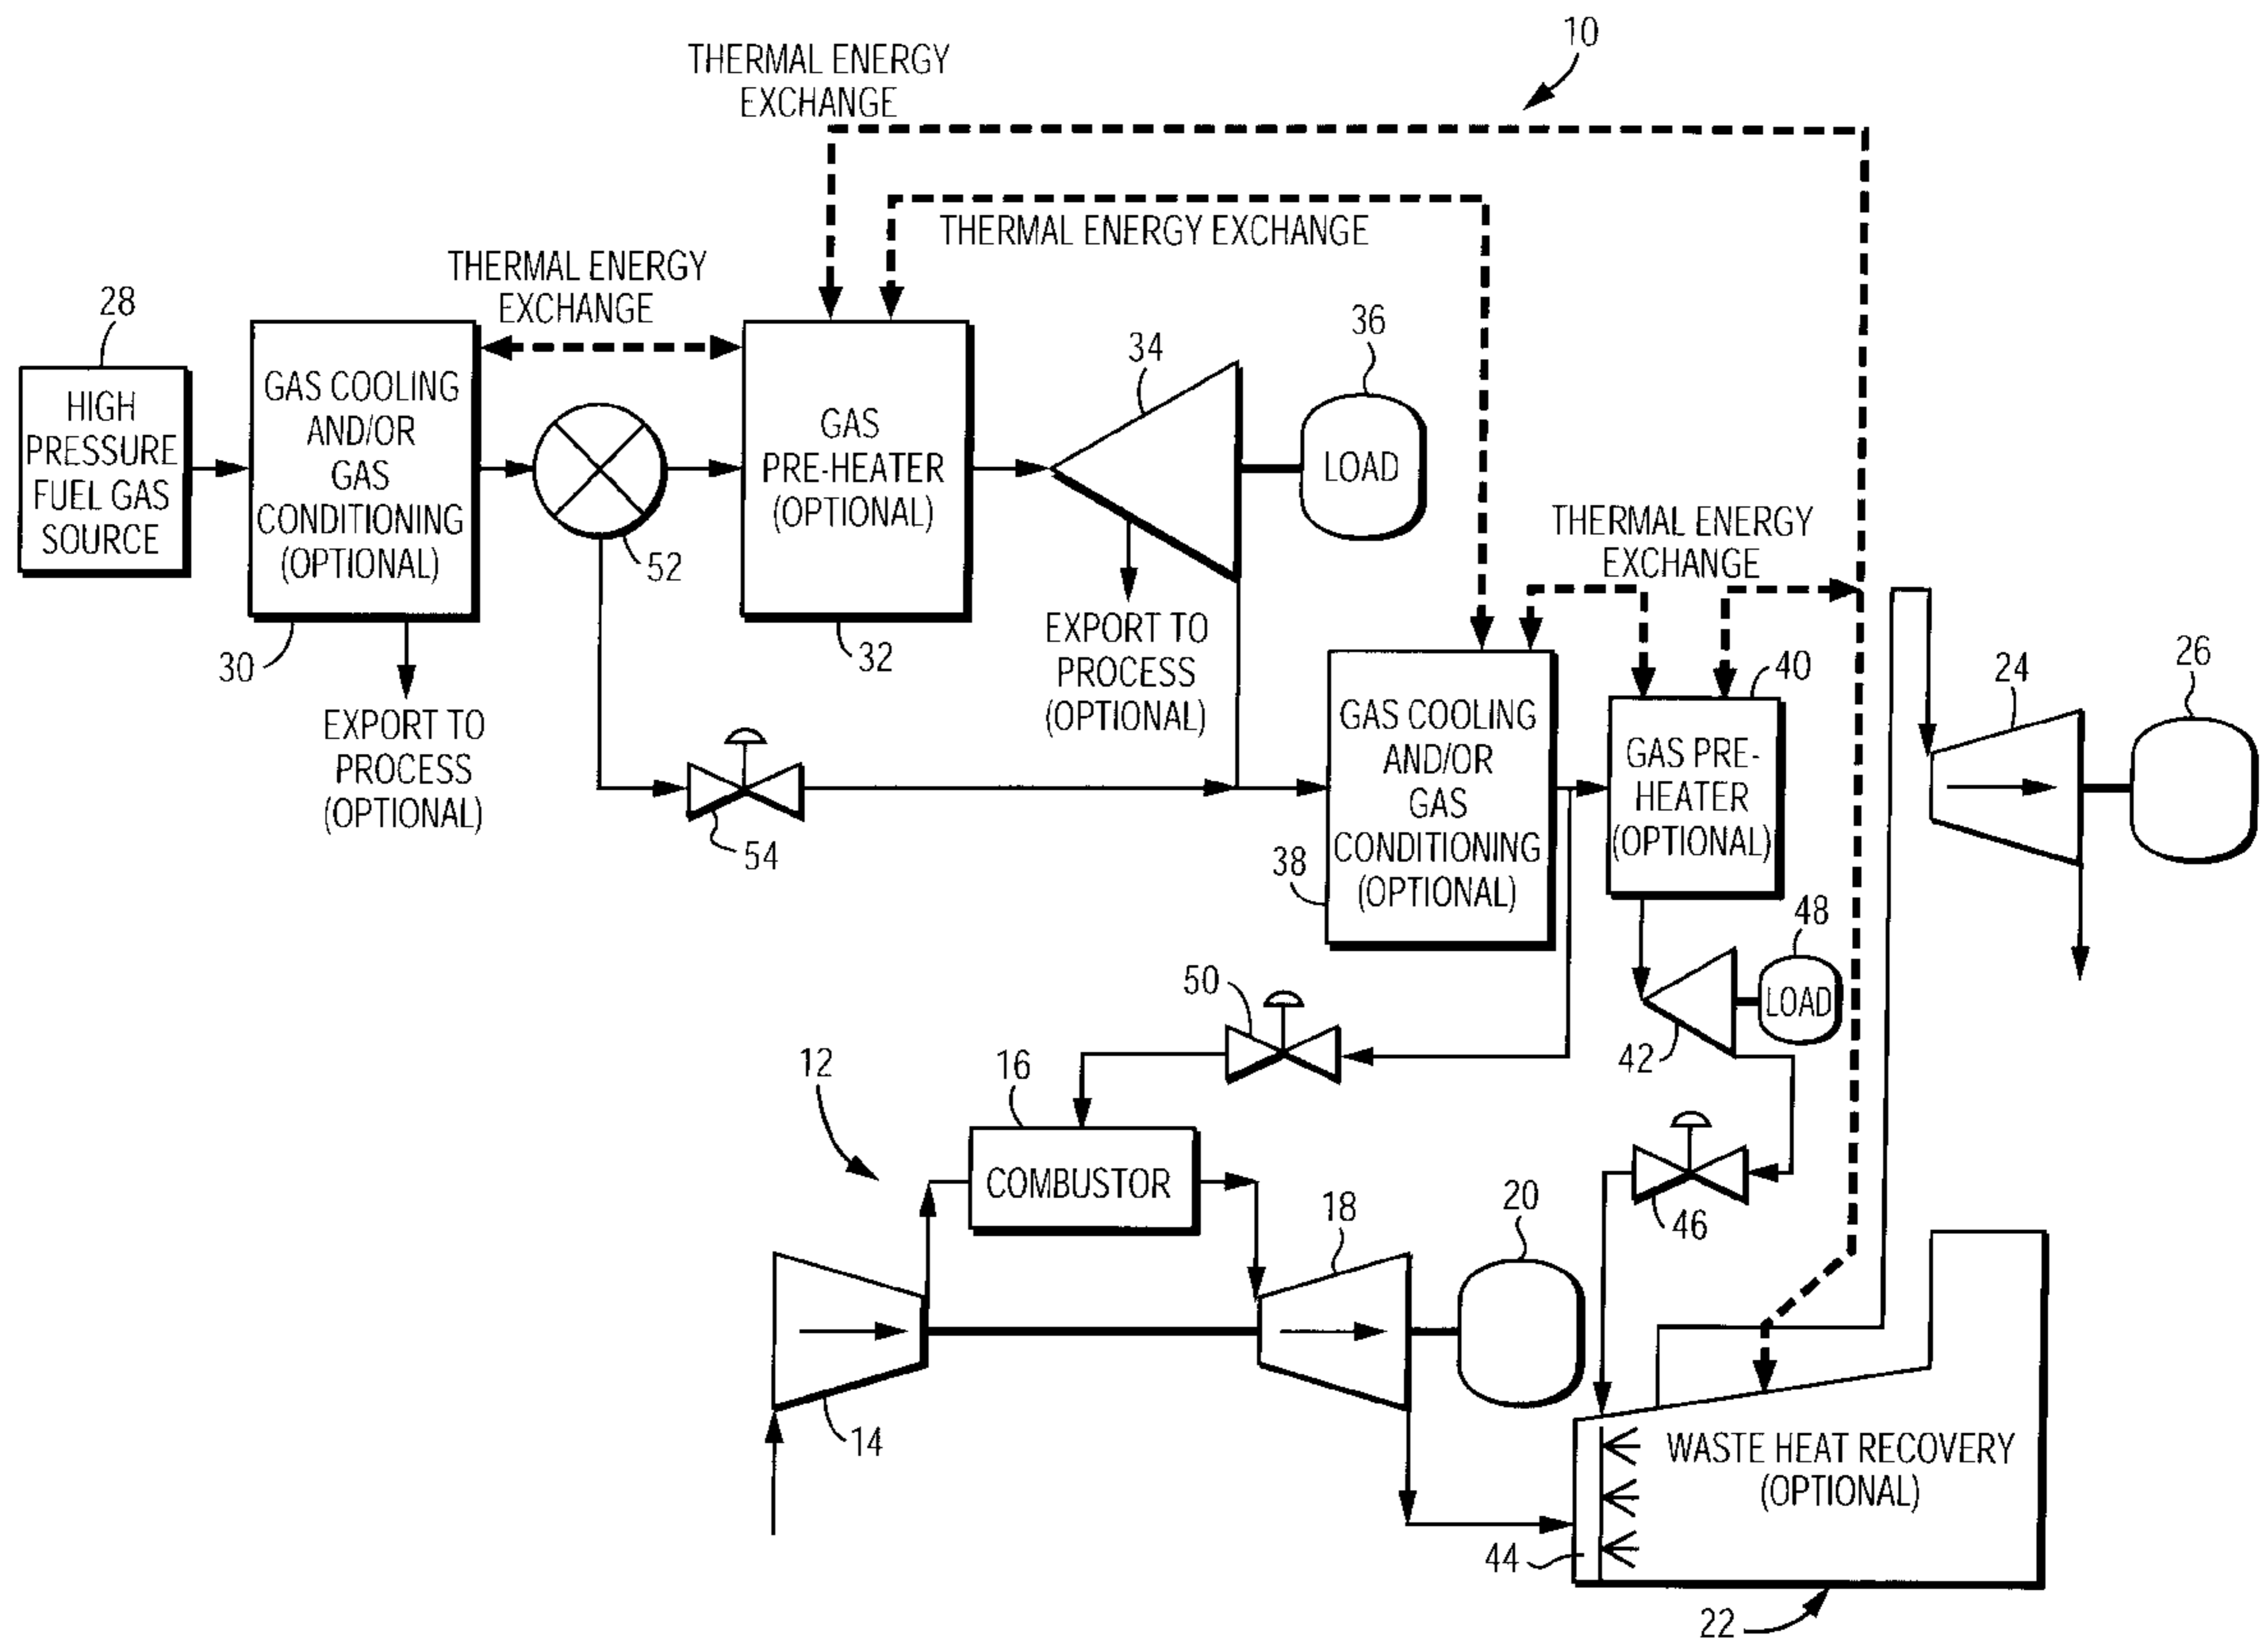 10
THERMAL ENERGY
EXCHANGE
THERMAL ENERGY EXCHANGE
THERMAL ENERGY
EXCHANGE
28
HIGH
PRESSURE
FUEL GAS
SOURCE
GAS COOLING
AND/OR
GAS
CONDITIONING
(OPTIONAL)
30
EXPORT TO
PROCESS
(OPTIONAL)
52
GAS
PRE-HEATER
(OPTIONAL)
32
34
36
LOAD
EXPORT TO
PROCESS
(OPTIONAL)
THERMAL ENERGY
EXCHANGE
54
GAS COOLING
AND/OR
GAS
CONDITIONING
(OPTIONAL)
38
40
GAS PRE-
HEATER
(OPTIONAL)
24
26
48
LOAD
42
50
46
12
16
COMBUSTOR
18
20
14
WASTE HEAT RECOVERY
(OPTIONAL)
44
22